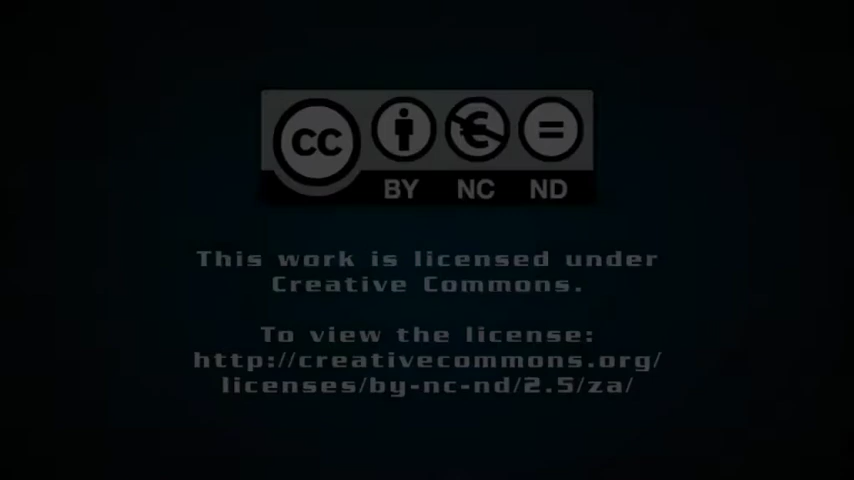 CC
BY NC ND
This work is licensed under
Creative Commons.
To view the license:
http://creativecommons.org/
licenses/by-nc-nd/2.5/za/